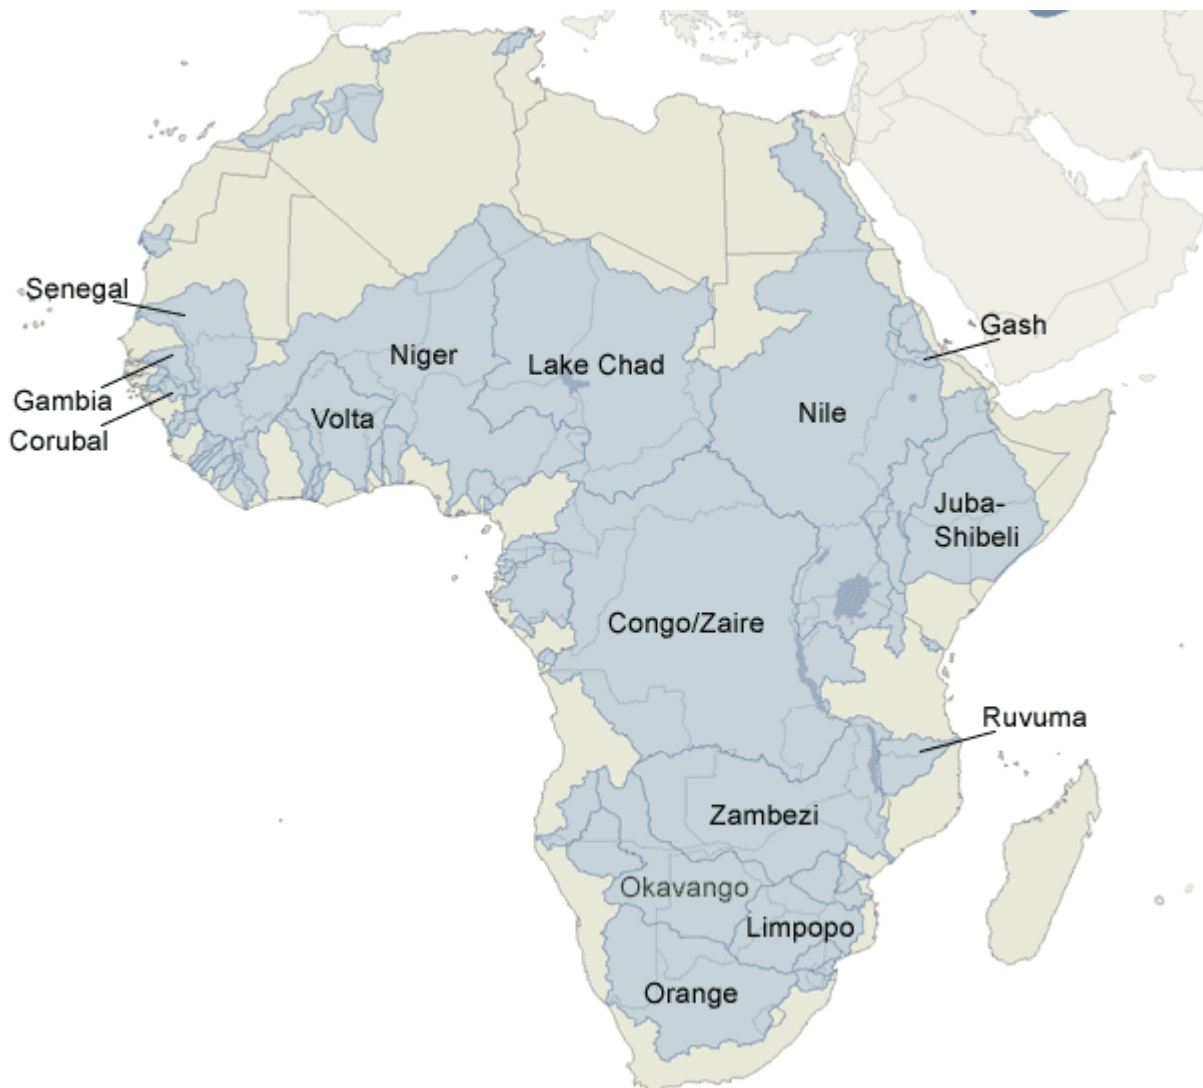 Senegal
Gash
Niger
Lake Chad
Gambia
Volta
Nile
Corubal
Juba-
Shibeli
Congo/Zaire
Ruvuma
Zambezi
Okavango
Limpopo
Orange